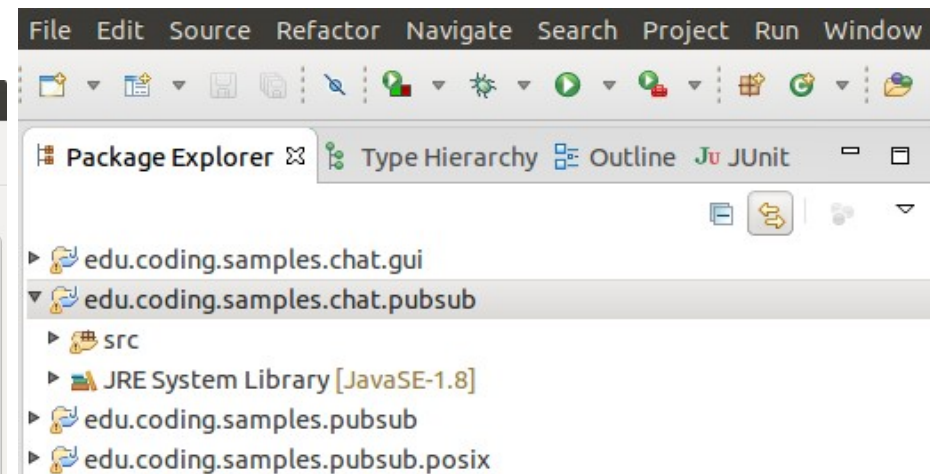 File Edit Source Refactor Navigate Search Project Run Window
Package Explorer Type Hierarchy Outline JU JUnit
edu.coding.samples.chat.gui
edu.coding.samples.chat.pubsub
src
JRE System Library [JavaSE-1.8]
edu.coding.samples.pubsub
edu.coding.samples.pubsub.posix